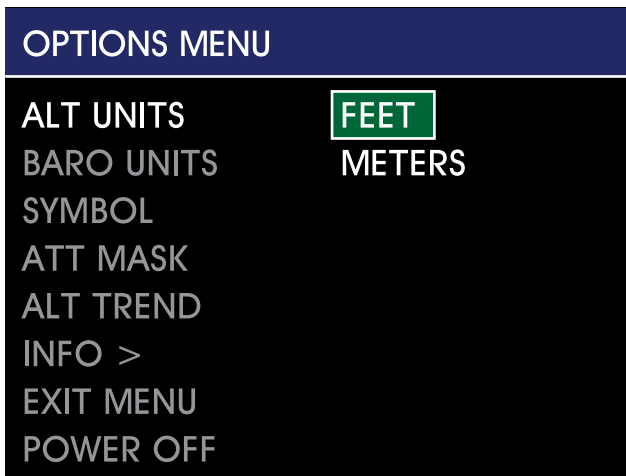 OPTIONS MENU
ALT UNITS FEET
BARO UNITS METERS
SYMBOL
ATT MASK
ALT TREND
INFO >
EXIT MENU
POWER OFF